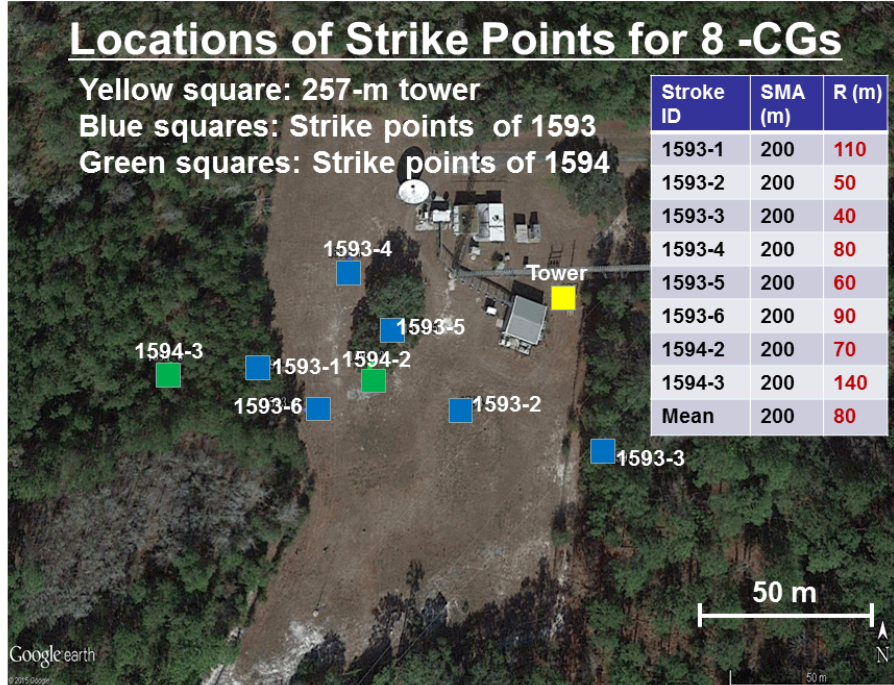 Locations of Strike Points for 8 -CGs
Yellow square: 257-m tower
Blue squares: Strike points of 1593
Green squares: Strike points of 1594
Stroke ID SMA (m) R (m)
1593-1 200 110
1593-2 200 50
1593-3 200 40
1593-4 200 80
1593-5 200 60
1593-6 200 90
1594-2 200 70
1594-3 200 140
Mean 200 80
1593-4
Tower
1593-5
1594-3
1594-2
1593-1
1593-6
1593-2
1593-3
50 m
Google earth
N
© 2015 Google
50 m